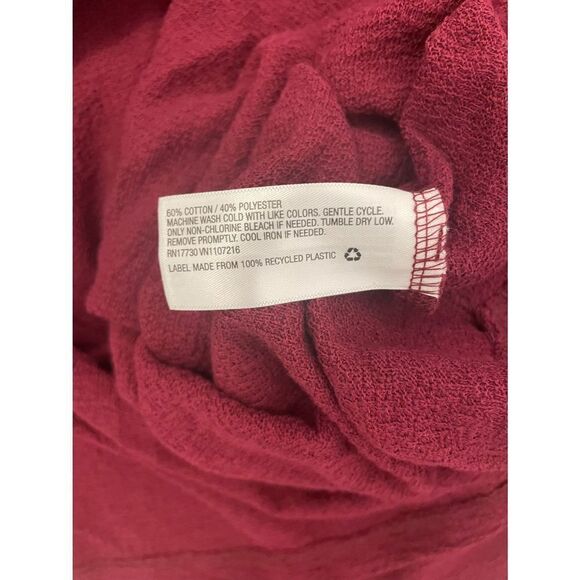 60% COTTON / 40% POLYESTER
MACHINE WASH COLD WITH LIKE COLORS. GENTLE CYCLE.
ONLY NON-CHLORINE BLEACH IF NEEDED. TUMBLE DRY LOW.
REMOVE PROMPTLY. COOL IRON IF NEEDED.
RN17730 VN1107216
LABEL MADE FROM 100% RECYCLED PLASTIC